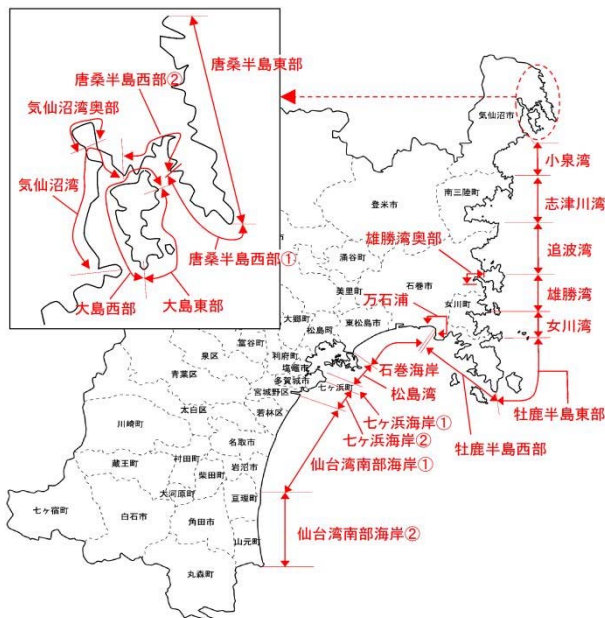 唐桑半島東部
唐桑半島西部②
気仙沼湾奥部
気仙沼湾
唐桑半島西部①
大島西部
大島東部
気仙沼市
小泉湾
南三陸町
登米市
志津川湾
雄勝湾奥部
追波湾
涌谷町
石巻市
美里町
万石浦
女川町
雄勝湾
大郷町
松島町
東松島市
女川湾
富谷町
利府町
泉区
塩竈市
石巻海岸
青葉区
多賀城市
七ヶ浜町
松島湾
牡鹿半島東部
宮城野区
太白区
若林区
七ヶ浜海岸①
川崎町
七ヶ浜海岸②
牡鹿半島西部
名取市
村田町
岩沼市
仙台湾南部海岸①
蔵王町
柴田町
大河原町
亘理町
七ヶ宿町
白石市
角田市
仙台湾南部海岸②
山元町
丸森町